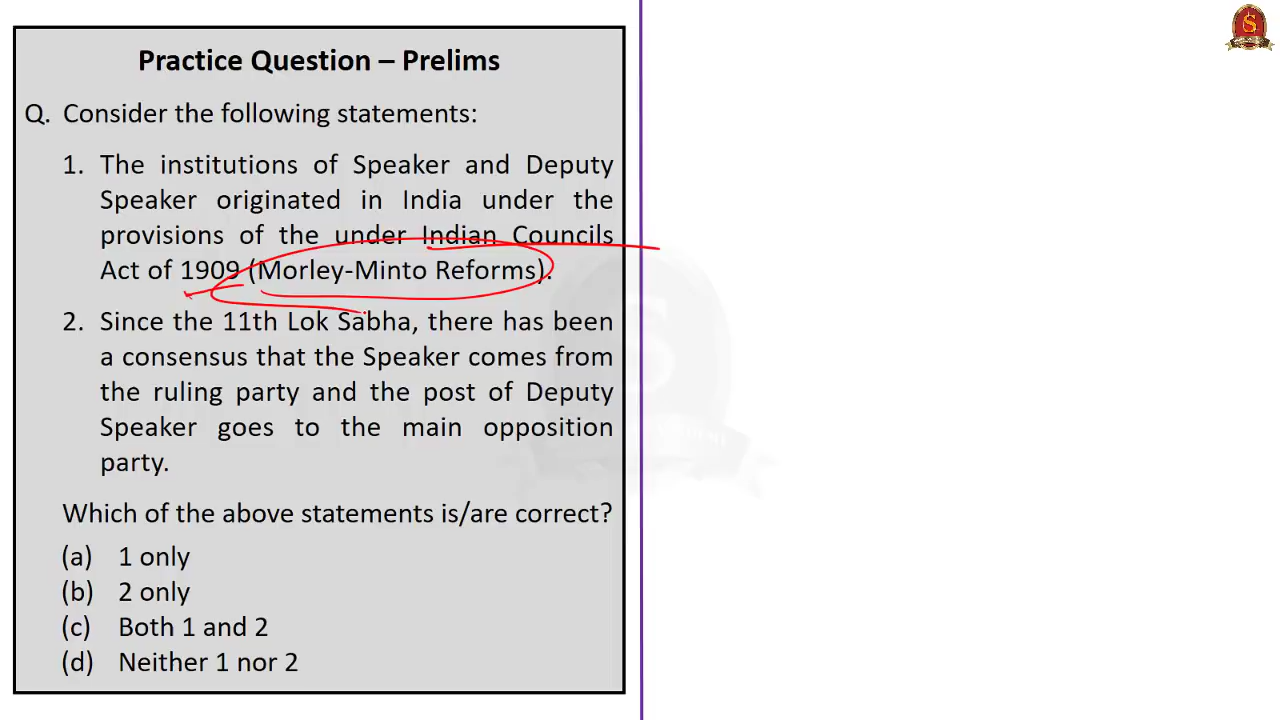 Practice Question – Prelims
Q. Consider the following statements:
1. The institutions of Speaker and Deputy
Speaker originated in India under the
provisions of the under Indian Councils
Act of 1909 (Morley-Minto Reforms).
2. Since the 11th Lok Sabha, there has been
a consensus that the Speaker comes from
the ruling party and the post of Deputy
Speaker goes to the main opposition
party.
Which of the above statements is/are correct?
(a) 1 only
(b) 2 only
(c) Both 1 and 2
(d) Neither 1 nor 2
S